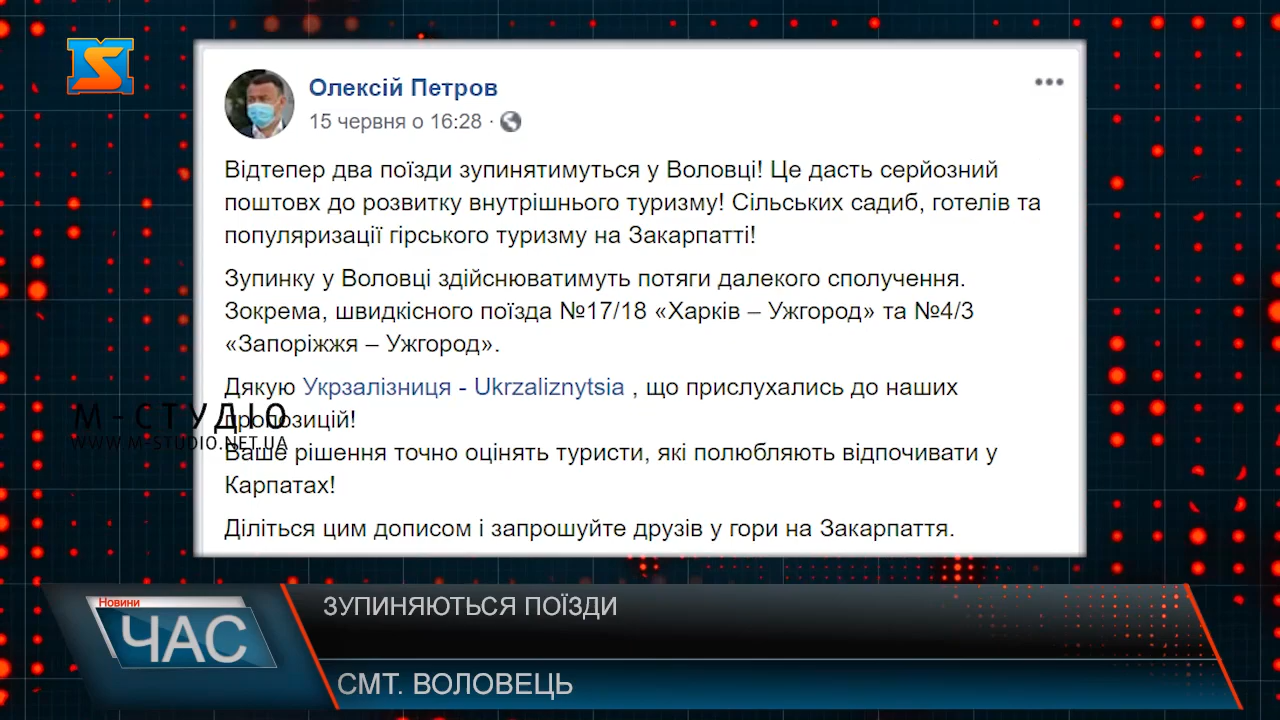 Олексій Петров
15 червня о 16:28 ·
Відтепер два поїзди зупинятимуться у Воловці! Це дасть серйозний
поштовх до розвитку внутрішнього туризму! Сільських садиб, готелів та
популяризації гірського туризму на Закарпатті!
Зупинку у Воловці здійснюватимуть потяги далекого сполучення.
Зокрема, швидкісного поїзда №17/18 «Харків – Ужгород» та №4/3
«Запоріжжя – Ужгород».
Дякую Укрзалізниця - Ukrzaliznytsia , що прислухались до наших
пропозицій!
Ваше рішення точно оцінять туристи, які полюбляють відпочивати у
Карпатах!
Діліться цим дописом і запрошуйте друзів у гори на Закарпаття.
М-СТУДІО
WWW.M-STUDIO.NET.UA
Новини
ЧАС
ЗУПИНЯЮТЬСЯ ПОЇЗДИ
СМТ. ВОЛОВЕЦЬ